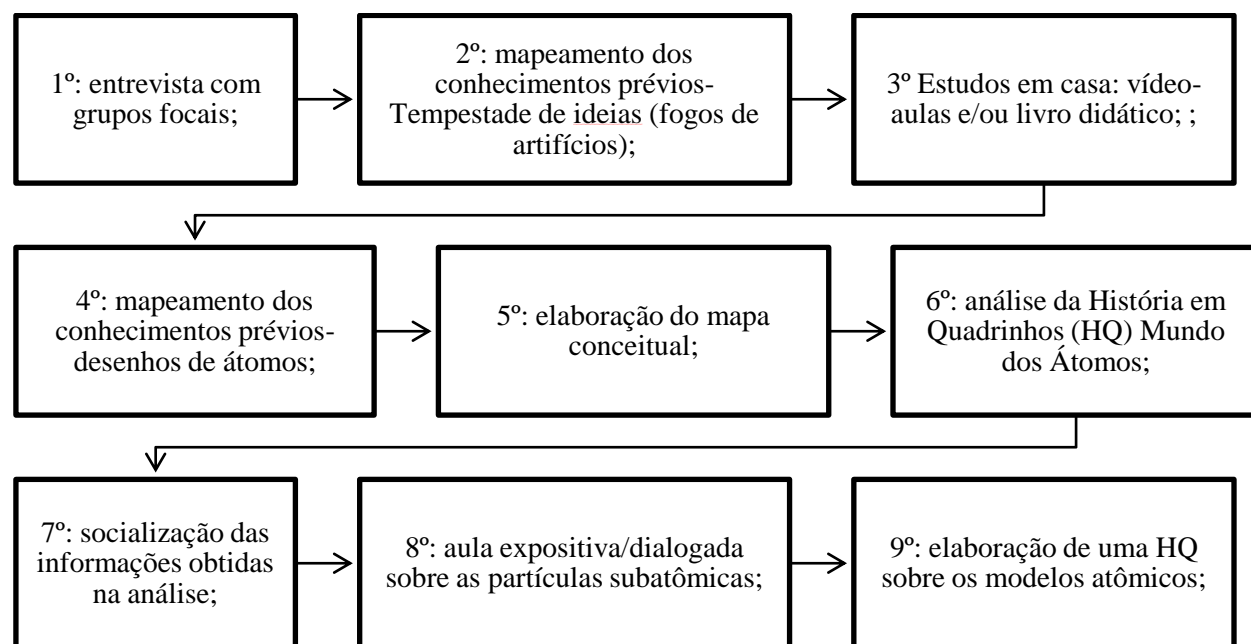 1º: entrevista com
grupos focais;
2º: mapeamento dos
conhecimentos prévios-
Tempestade de ideias (fogos de
artifícios);
3º Estudos em casa: vídeo-
aulas e/ou livro didático; ;
4º: mapeamento dos
conhecimentos prévios-
desenhos de átomos;
5º: elaboração do mapa
conceitual;
6º: análise da História em
Quadrinhos (HQ) Mundo
dos Átomos;
7º: socialização das
informações obtidas
na análise;
8º: aula expositiva/dialogada
sobre as partículas subatômicas;
9º: elaboração de uma HQ
sobre os modelos atômicos;